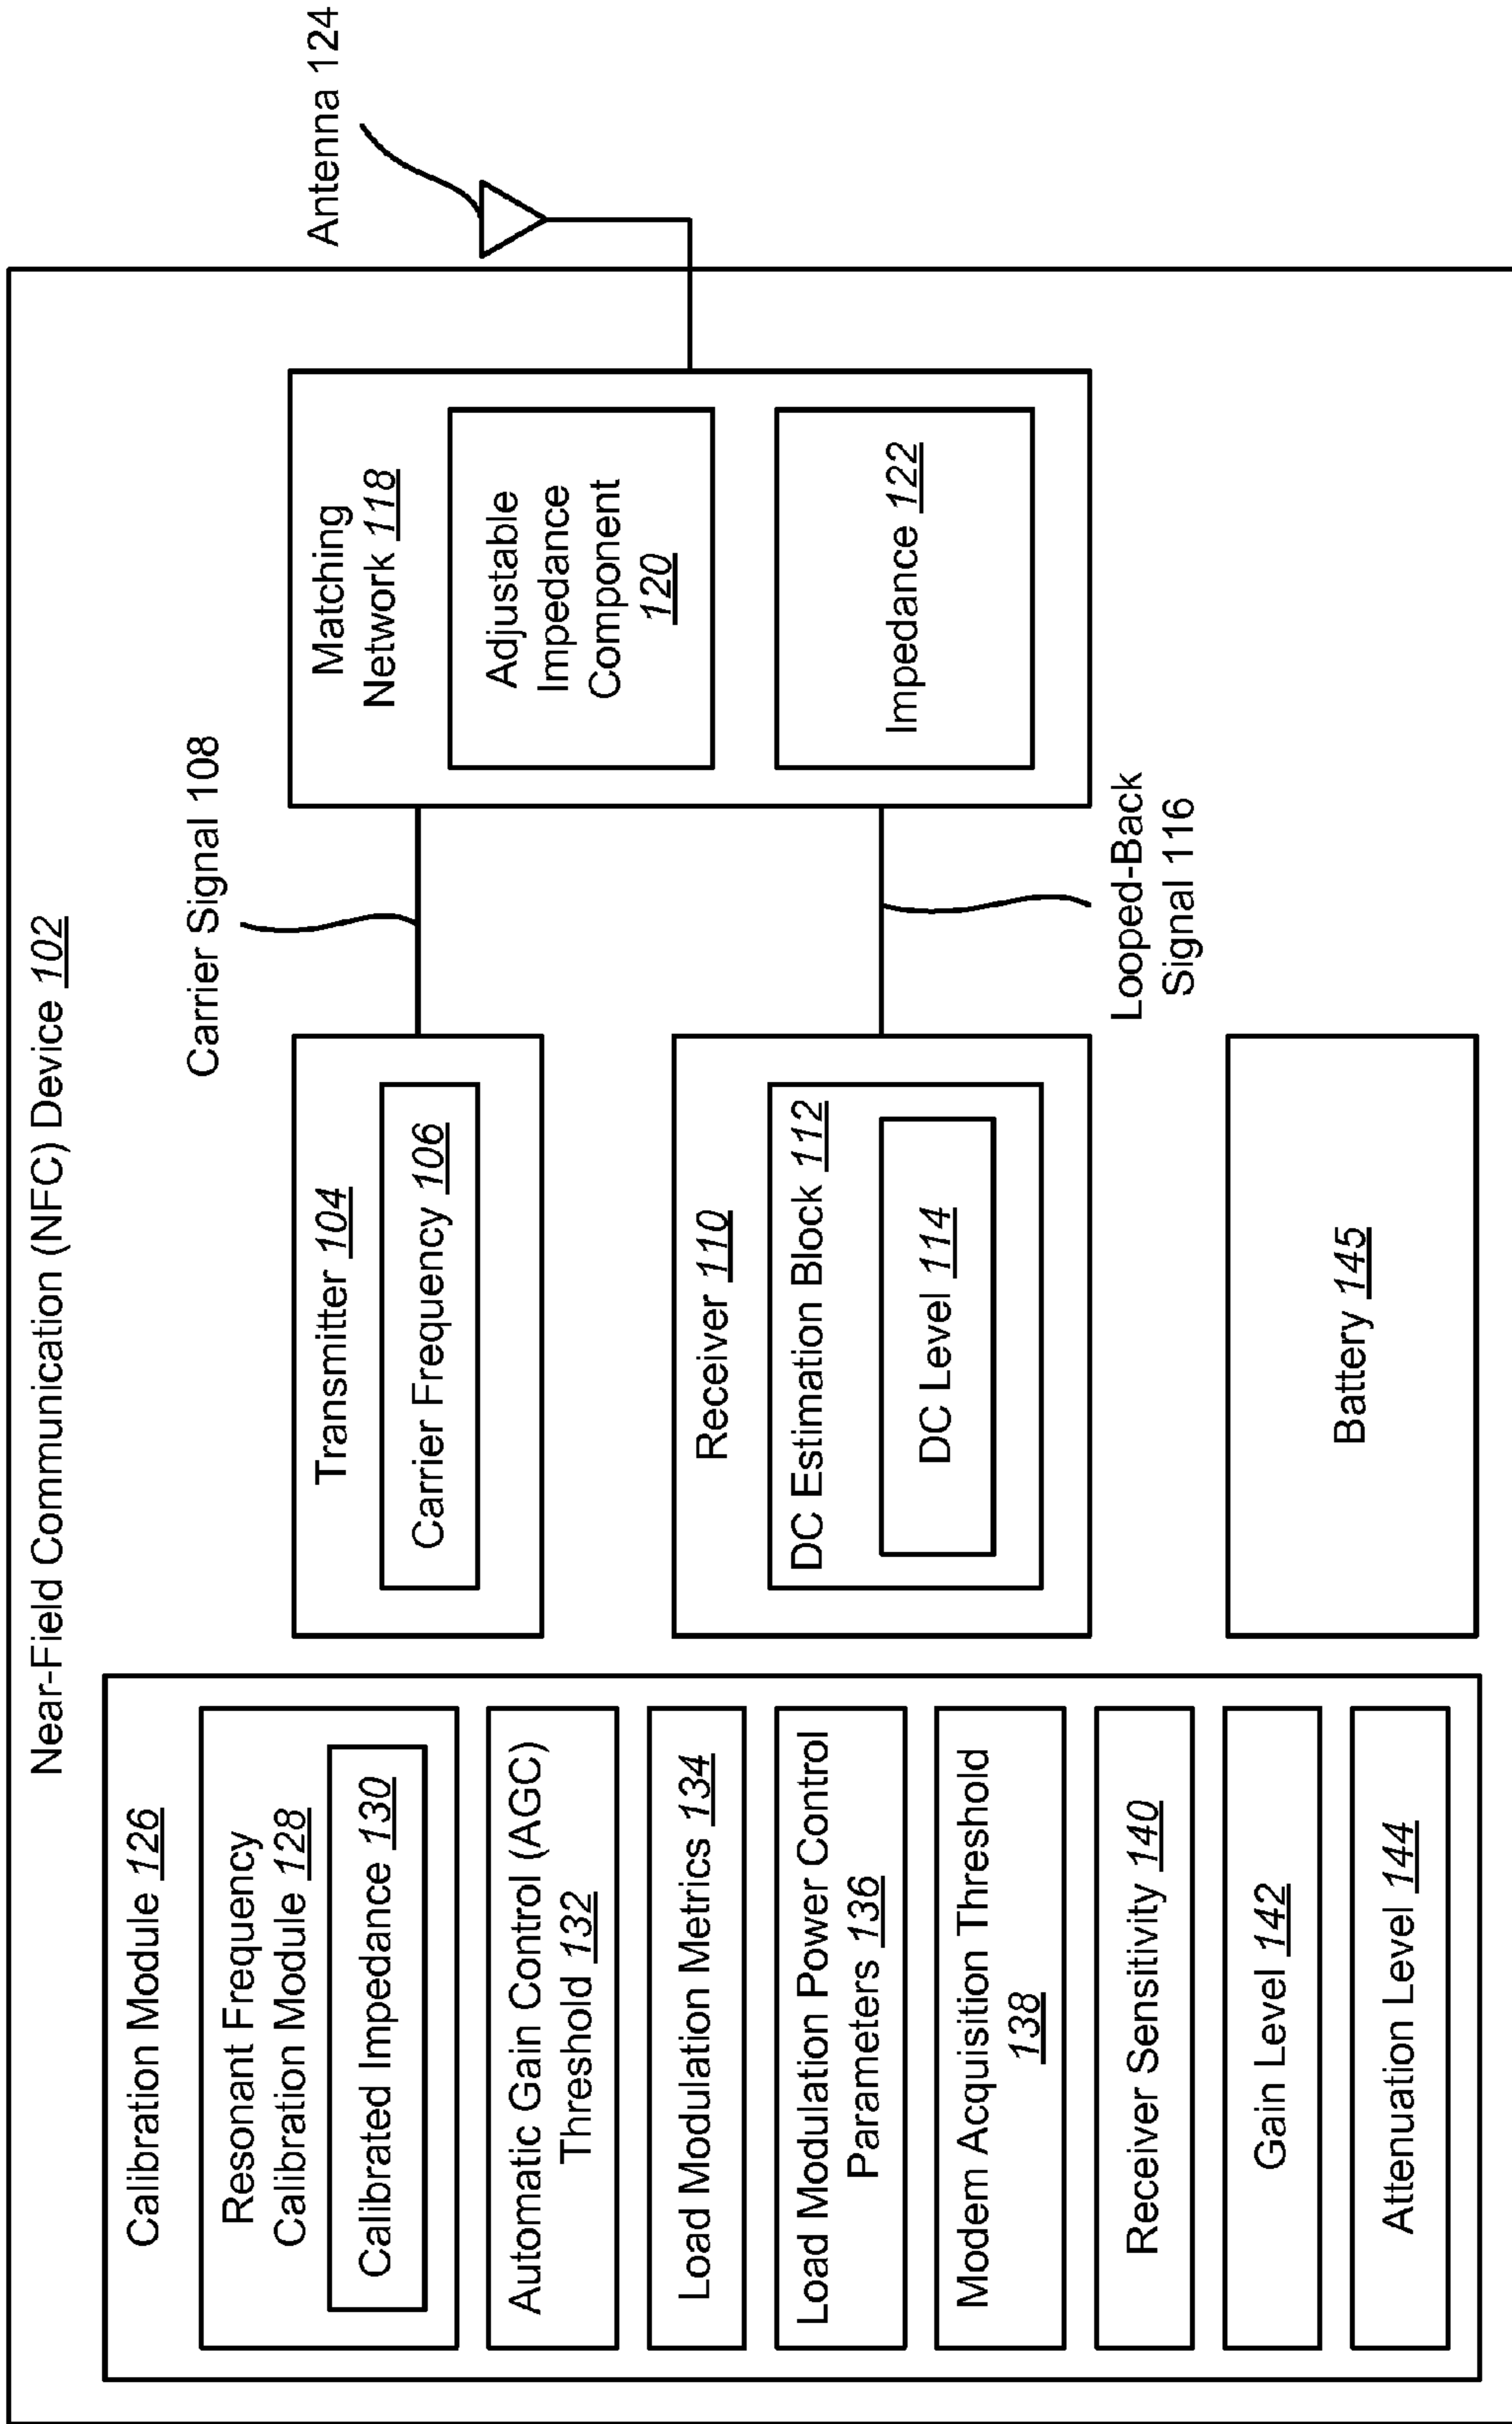 Near-Field Communication (NFC) Device 102
Calibration Module 126
Resonant Frequency
Calibration Module 128
Calibrated Impedance 130
Automatic Gain Control (AGC)
Threshold 132
Load Modulation Metrics 134
Load Modulation Power Control
Parameters 136
Modem Acquisition Threshold
138
Receiver Sensitivity 140
Gain Level 142
Attenuation Level 144
Transmitter 104
Carrier Frequency 106
Receiver 110
DC Estimation Block 112
DC Level 114
Battery 145
Carrier Signal 108
Looped-Back
Signal 116
Matching
Network 118
Adjustable
Impedance
Component
120
Impedance 122
Antenna 124